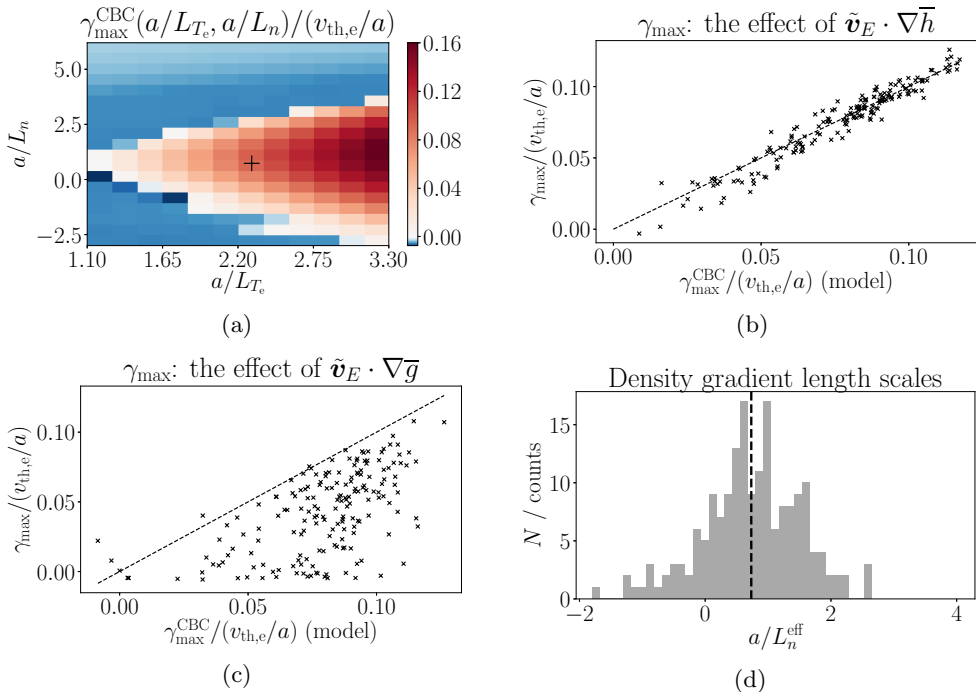 γ_max^CBC(a/L_Te, a/L_n)/(v_th,e/a)
5.0
2.5
0.0
−2.5
a/L_n
1.10 1.65 2.20 2.75 3.30
a/L_Te
0.16
0.12
0.08
0.04
0.00
(a)
γ_max: the effect of ṽ_E · ∇h̅
0.10
0.05
0.00
γ_max/(v_th,e/a)
0.00 0.05 0.10
γ_max^CBC/(v_th,e/a) (model)
(b)
γ_max: the effect of ṽ_E · ∇g̅
0.10
0.05
0.00
γ_max/(v_th,e/a)
0.00 0.05 0.10
γ_max^CBC/(v_th,e/a) (model)
(c)
Density gradient length scales
15
10
5
0
N / counts
−2 0 2 4
a/L_n^eff
(d)